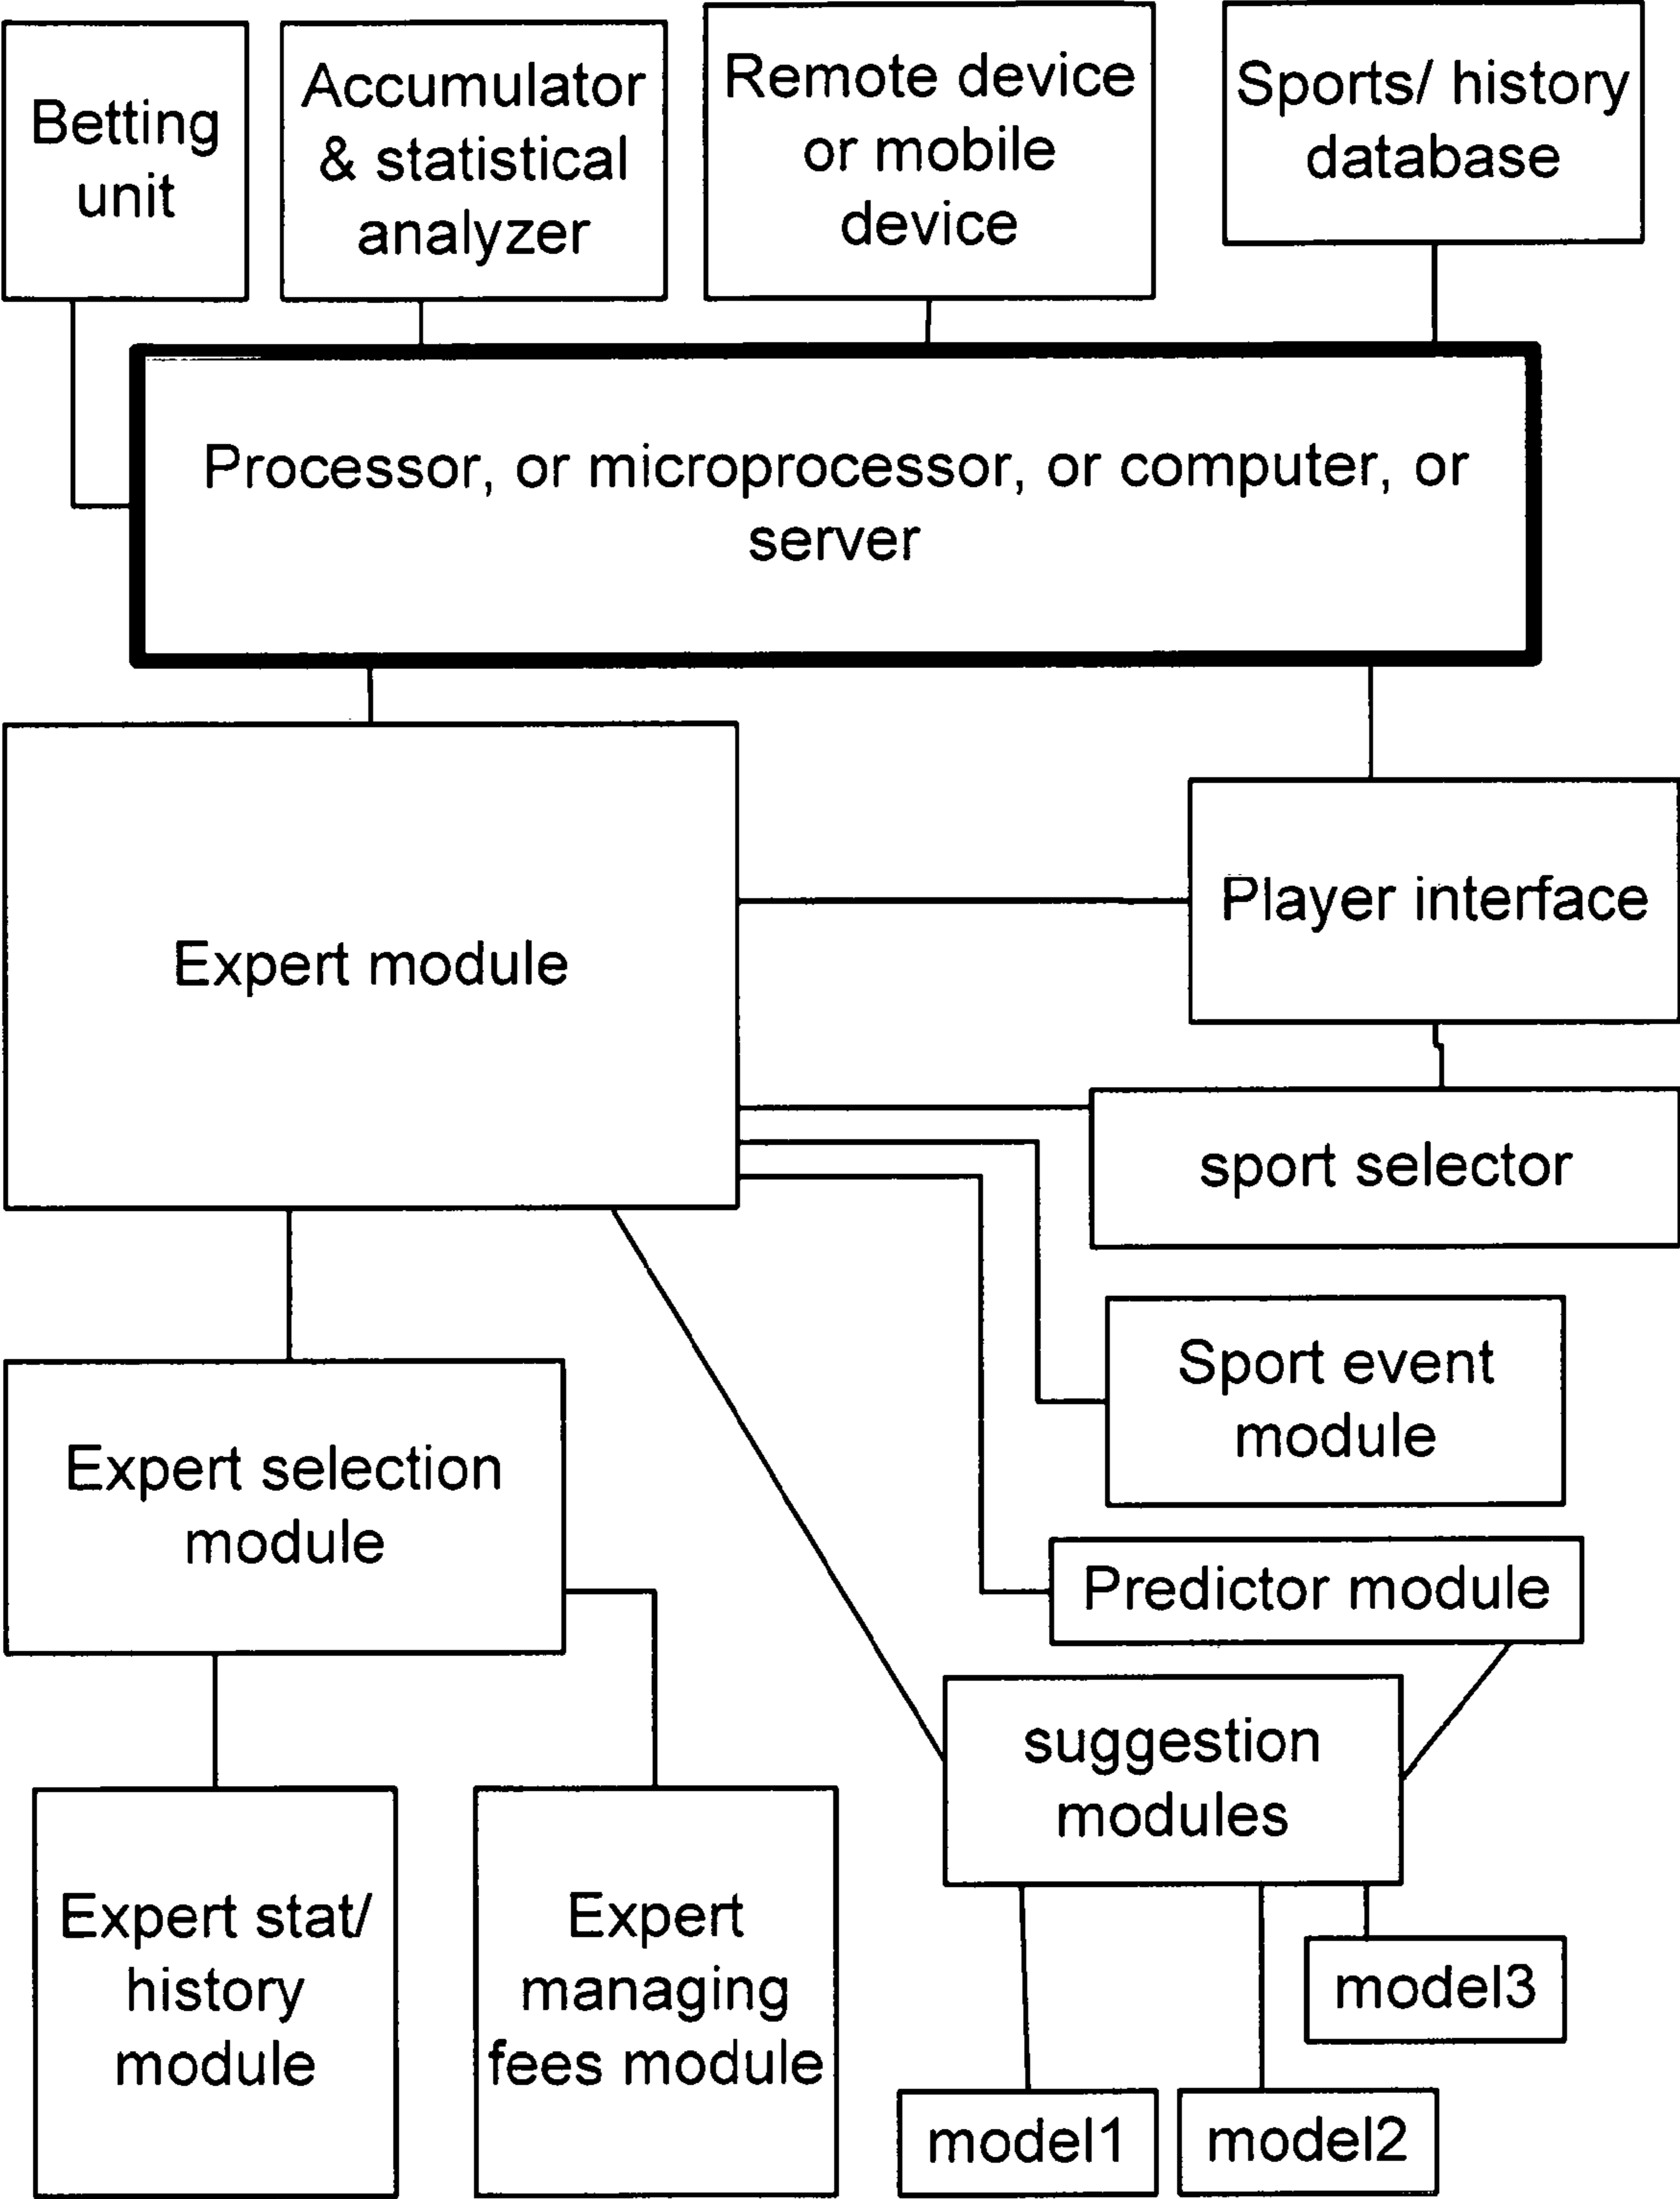 Betting
unit
Accumulator
& statistical
analyzer
Remote device
or mobile
device
Sports/ history
database
Processor, or microprocessor, or computer, or
server
Expert module
Player interface
sport selector
Sport event
module
Expert selection
module
Predictor module
suggestion
modules
Expert stat/
history
module
Expert
managing
fees module
model3
model1
model2